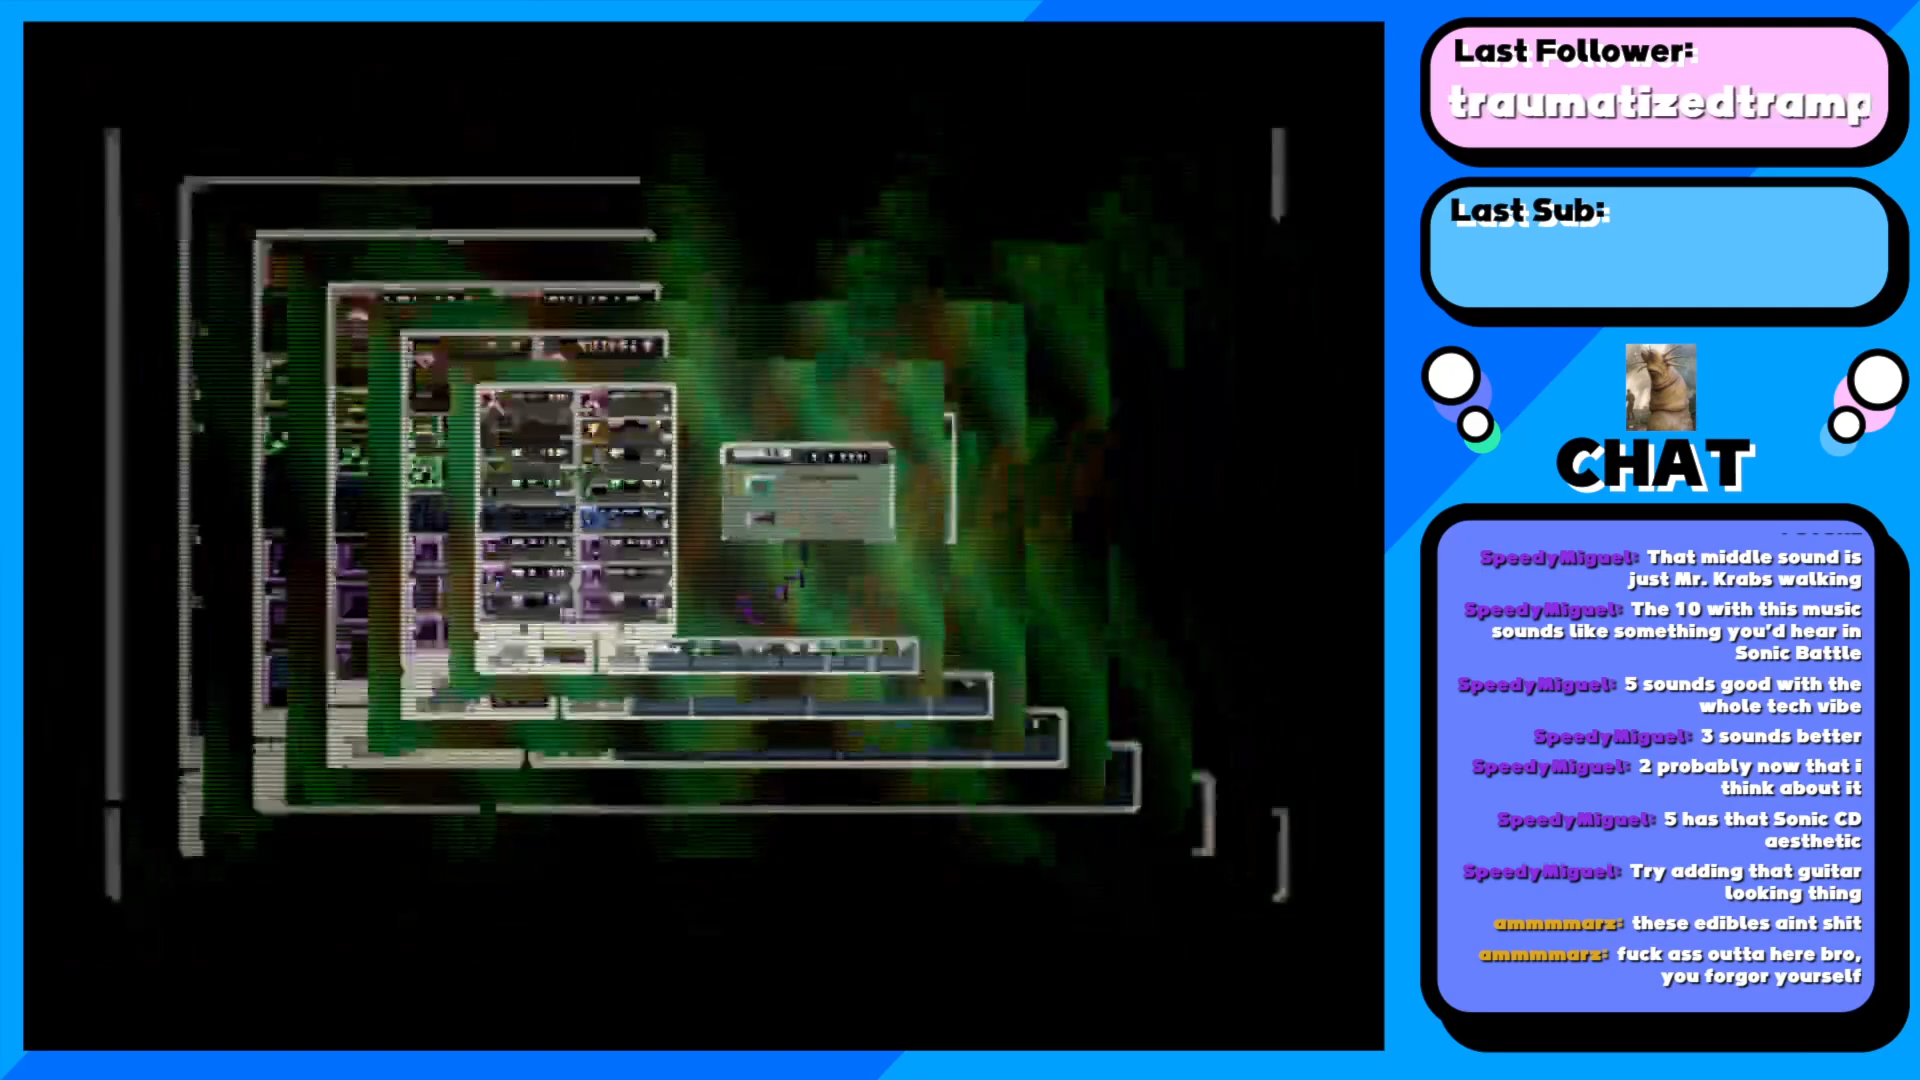 Last Follower:
traumatizedtramp
Last Sub:
CHAT
SpeedyMiguel: That middle sound is
just Mr. Krabs walking
SpeedyMiguel: The 10 with this music
sounds like something you'd hear in
Sonic Battle
SpeedyMiguel: 5 sounds good with the
whole tech vibe
SpeedyMiguel: 3 sounds better
SpeedyMiguel: 2 probably now that i
think about it
SpeedyMiguel: 5 has that Sonic CD
aesthetic
SpeedyMiguel: Try adding that guitar
looking thing
ammmmarz: these edibles aint shit
ammmmarz: fuck ass outta here bro,
you forgor yourself